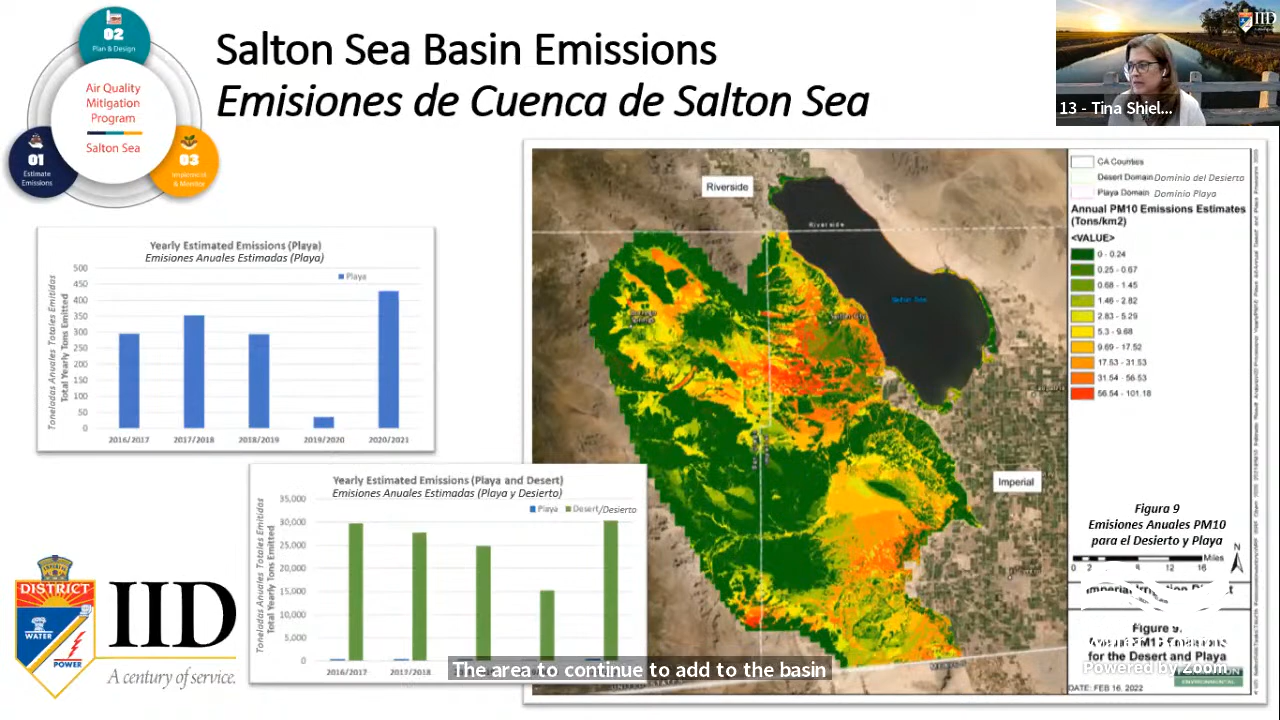 02
Plan & Design
Air Quality
Mitigation
Program
Salton Sea
01
Estimate
Emissions
03
Implement
& Monitor
Salton Sea Basin Emissions
Emisiones de Cuenca de Salton Sea
IID
13 - Tina Shiel...
Yearly Estimated Emissions (Playa)
Emisiones Anuales Estimadas (Playa)
Playa
Toneladas Anuales Totales Emitidas
Total Yearly Tons Emitted
500
450
400
350
300
250
200
150
100
50
0
2016/2017 2017/2018 2018/2019 2019/2020 2020/2021
Yearly Estimated Emissions (Playa and Desert)
Emisiones Anuales Estimadas (Playa y Desierto)
Playa Desert/Desierto
Toneladas Anuales Totales Emitidas
Total Yearly Tons Emitted
35,000
30,000
25,000
20,000
15,000
10,000
5,000
0
2016/2017 2017/2018
Riverside
Riverside
Salton Sea
Imperial
CA Counties
Desert Domain Dominio del Desierto
Playa Domain Dominio Playa
Annual PM10 Emissions Estimates
(Tons/km2)
<VALUE>
0 - 0.24
0.25 - 0.67
0.68 - 1.45
1.46 - 2.82
2.83 - 5.29
5.3 - 9.68
9.69 - 17.52
17.53 - 31.53
31.54 - 56.53
56.54 - 101.18
Figura 9
Emisiones Anuales PM10
para el Desierto y Playa
Miles
N
0 2 4 8 12 16
Figure 9.
Annual PM10 Emissions
for the Desert and Playa
Powered by Zoom
DATE: FEB 16, 2022
DISTRICT
WATER
POWER
IID
A century of service.
The area to continue to add to the basin